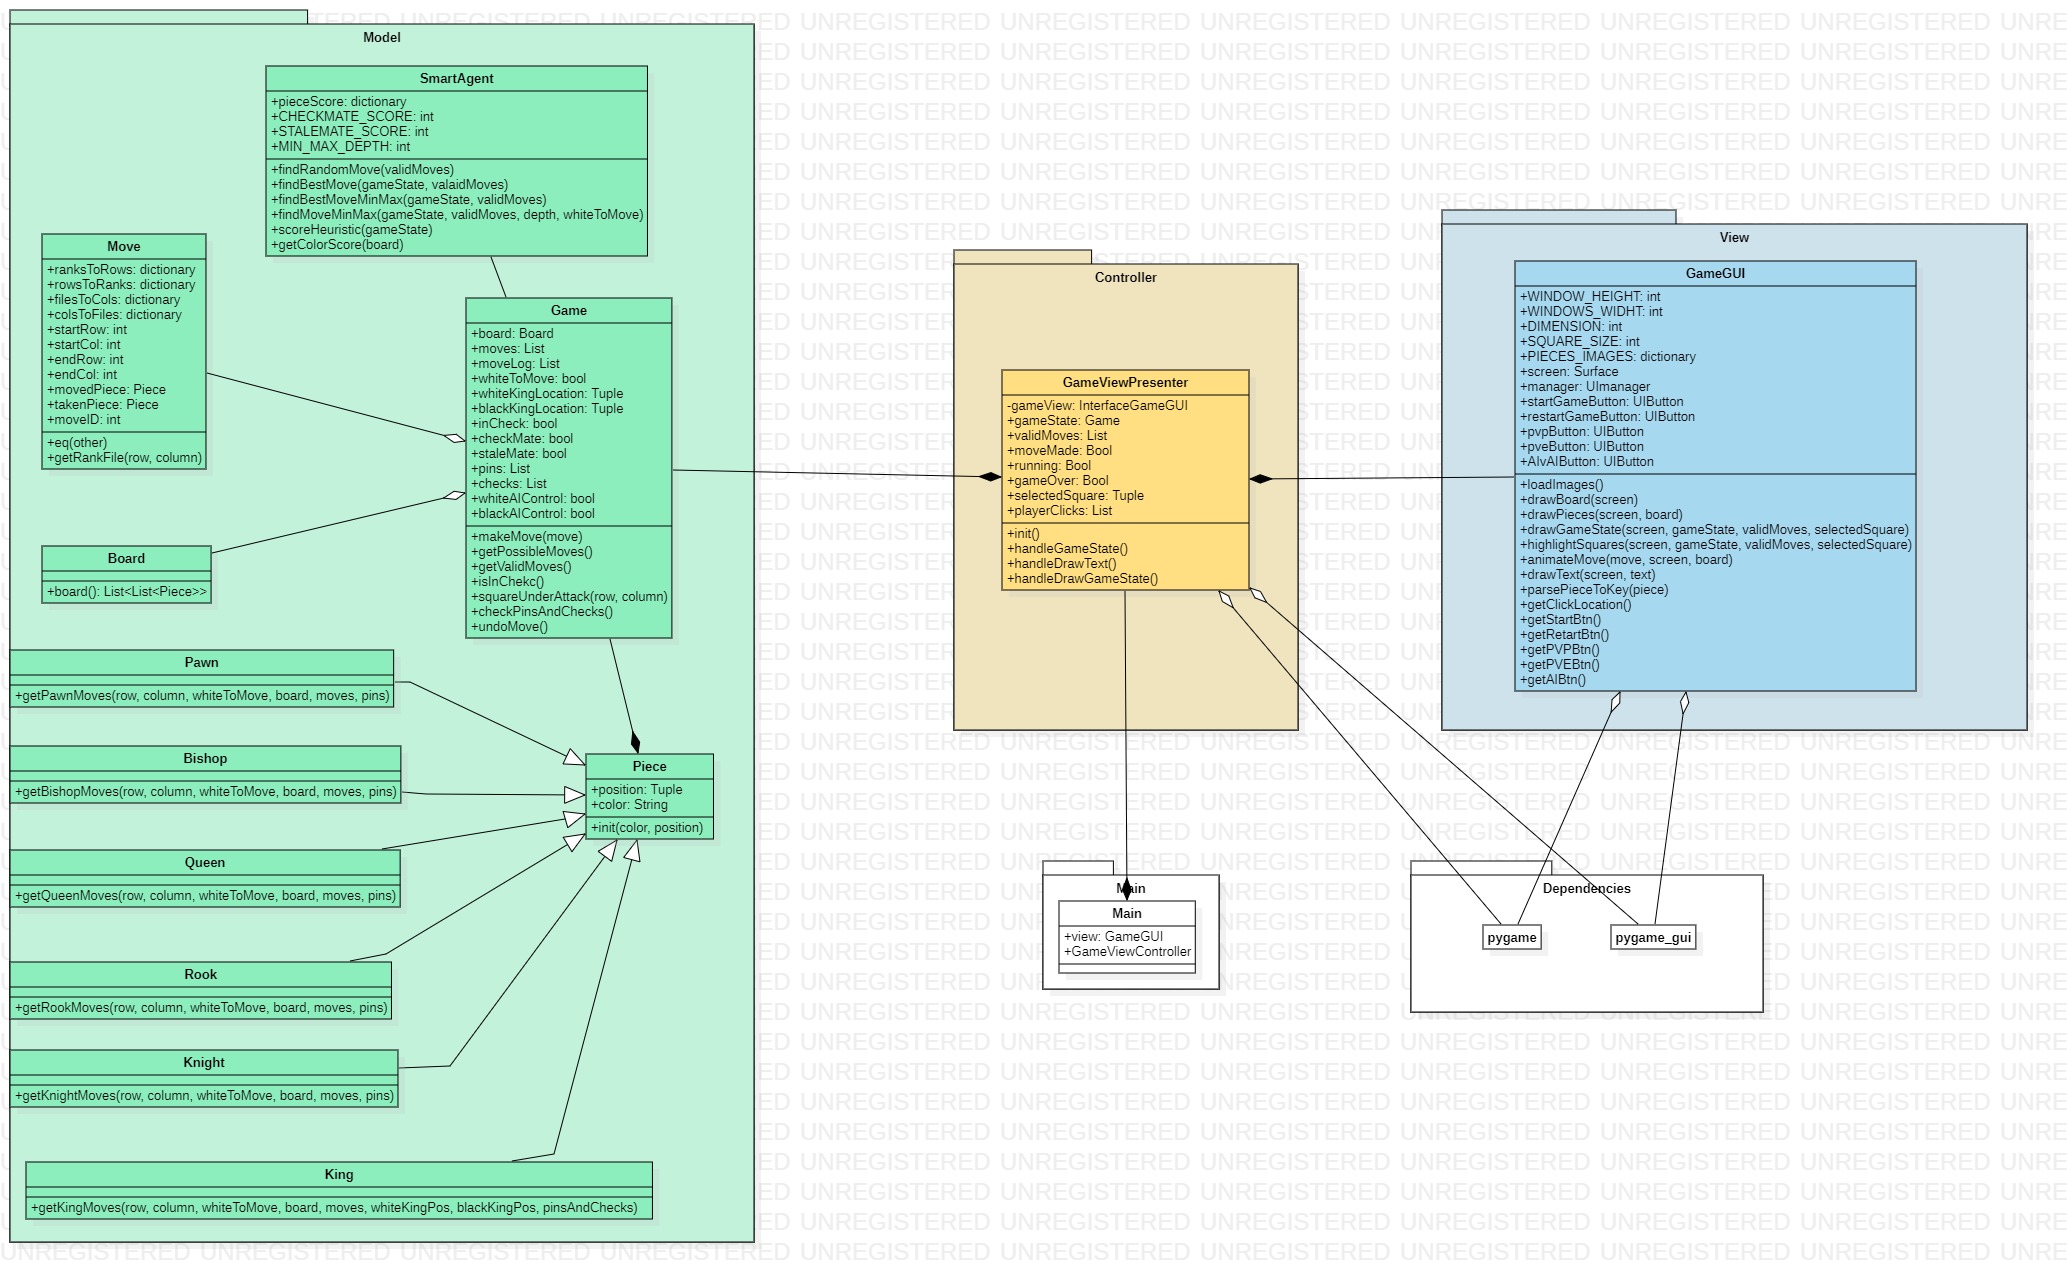 Model
SmartAgent
+pieceScore: dictionary
+CHECKMATE_SCORE: int
+STALEMATE_SCORE: int
+MIN_MAX_DEPTH: int
+findRandomMove(validMoves)
+findBestMove(gameState, valaidMoves)
+findBestMoveMinMax(gameState, validMoves)
+findMoveMinMax(gameState, validMoves, depth, whiteToMove)
+scoreHeuristic(gameState)
+getColorScore(board)
Move
+ranksToRows: dictionary
+rowsToRanks: dictionary
+filesToCols: dictionary
+colsToFiles: dictionary
+startRow: int
+startCol: int
+endRow: int
+endCol: int
+movedPiece: Piece
+takenPiece: Piece
+moveID: int
+eq(other)
+getRankFile(row, column)
Game
+board: Board
+moves: List
+moveLog: List
+whiteToMove: bool
+whiteKingLocation: Tuple
+blackKingLocation: Tuple
+inCheck: bool
+checkMate: bool
+staleMate: bool
+pins: List
+checks: List
+whiteAIControl: bool
+blackAIControl: bool
+makeMove(move)
+getPossibleMoves()
+getValidMoves()
+isInChekc()
+squareUnderAttack(row, column)
+checkPinsAndChecks()
+undoMove()
Board
+board(): List<List<Piece>>
Pawn
+getPawnMoves(row, column, whiteToMove, board, moves, pins)
Bishop
+getBishopMoves(row, column, whiteToMove, board, moves, pins)
Piece
+position: Tuple
+color: String
+init(color, position)
Queen
+getQueenMoves(row, column, whiteToMove, board, moves, pins)
Rook
+getRookMoves(row, column, whiteToMove, board, moves, pins)
Knight
+getKnightMoves(row, column, whiteToMove, board, moves, pins)
King
+getKingMoves(row, column, whiteToMove, board, moves, whiteKingPos, blackKingPos, pinsAndChecks)
Controller
GameViewPresenter
-gameView: InterfaceGameGUI
+gameState: Game
+validMoves: List
+moveMade: Bool
+running: Bool
+gameOver: Bool
+selectedSquare: Tuple
+playerClicks: List
+init()
+handleGameState()
+handleDrawText()
+handleDrawGameState()
View
GameGUI
+WINDOW_HEIGHT: int
+WINDOWS_WIDHT: int
+DIMENSION: int
+SQUARE_SIZE: int
+PIECES_IMAGES: dictionary
+screen: Surface
+manager: UImanager
+startGameButton: UIButton
+restartGameButton: UIButton
+pvpButton: UIButton
+pveButton: UIButton
+AIvAIButton: UIButton
+loadImages()
+drawBoard(screen)
+drawPieces(screen, board)
+drawGameState(screen, gameState, validMoves, selectedSquare)
+highlightSquares(screen, gameState, validMoves, selectedSquare)
+animateMove(move, screen, board)
+drawText(screen, text)
+parsePieceToKey(piece)
+getClickLocation()
+getStartBtn()
+getRetartBtn()
+getPVPBtn()
+getPVEBtn()
+getAIBtn()
Main
Main
+view: GameGUI
+GameViewController
Dependencies
pygame
pygame_gui
UNREGISTERED